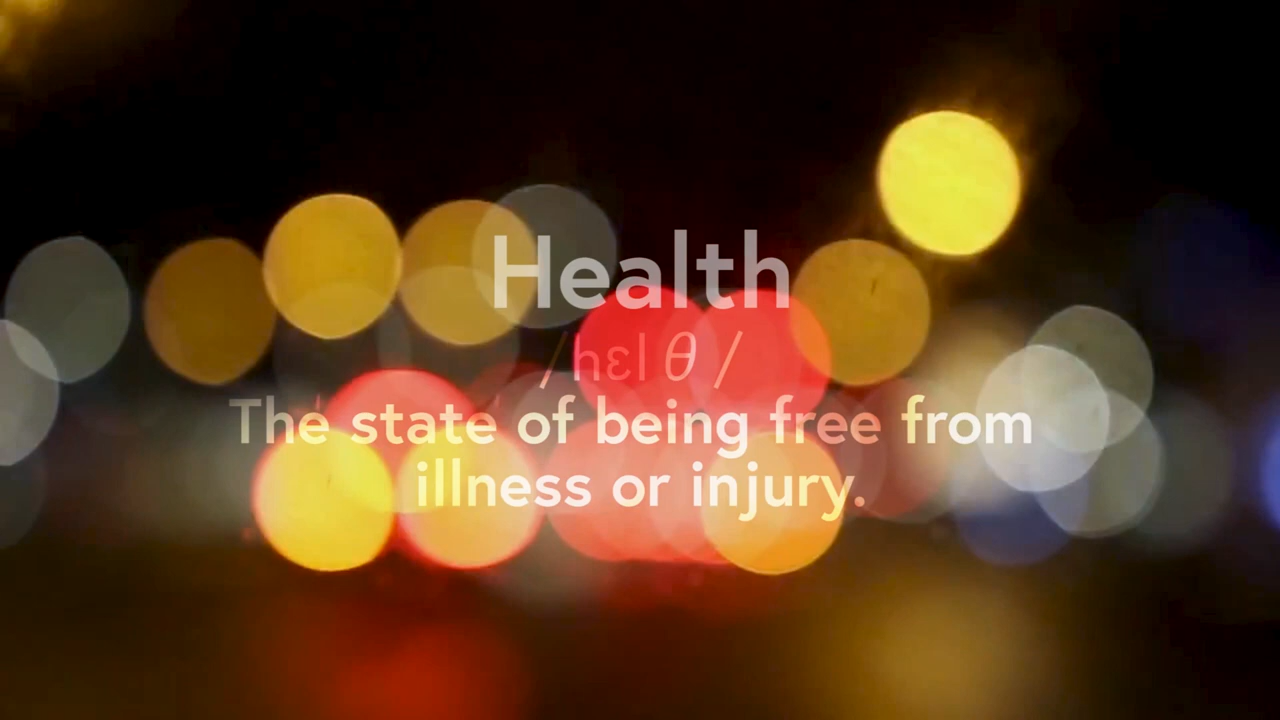 Health
/hɛlθ/
The state of being free from
illness or injury.